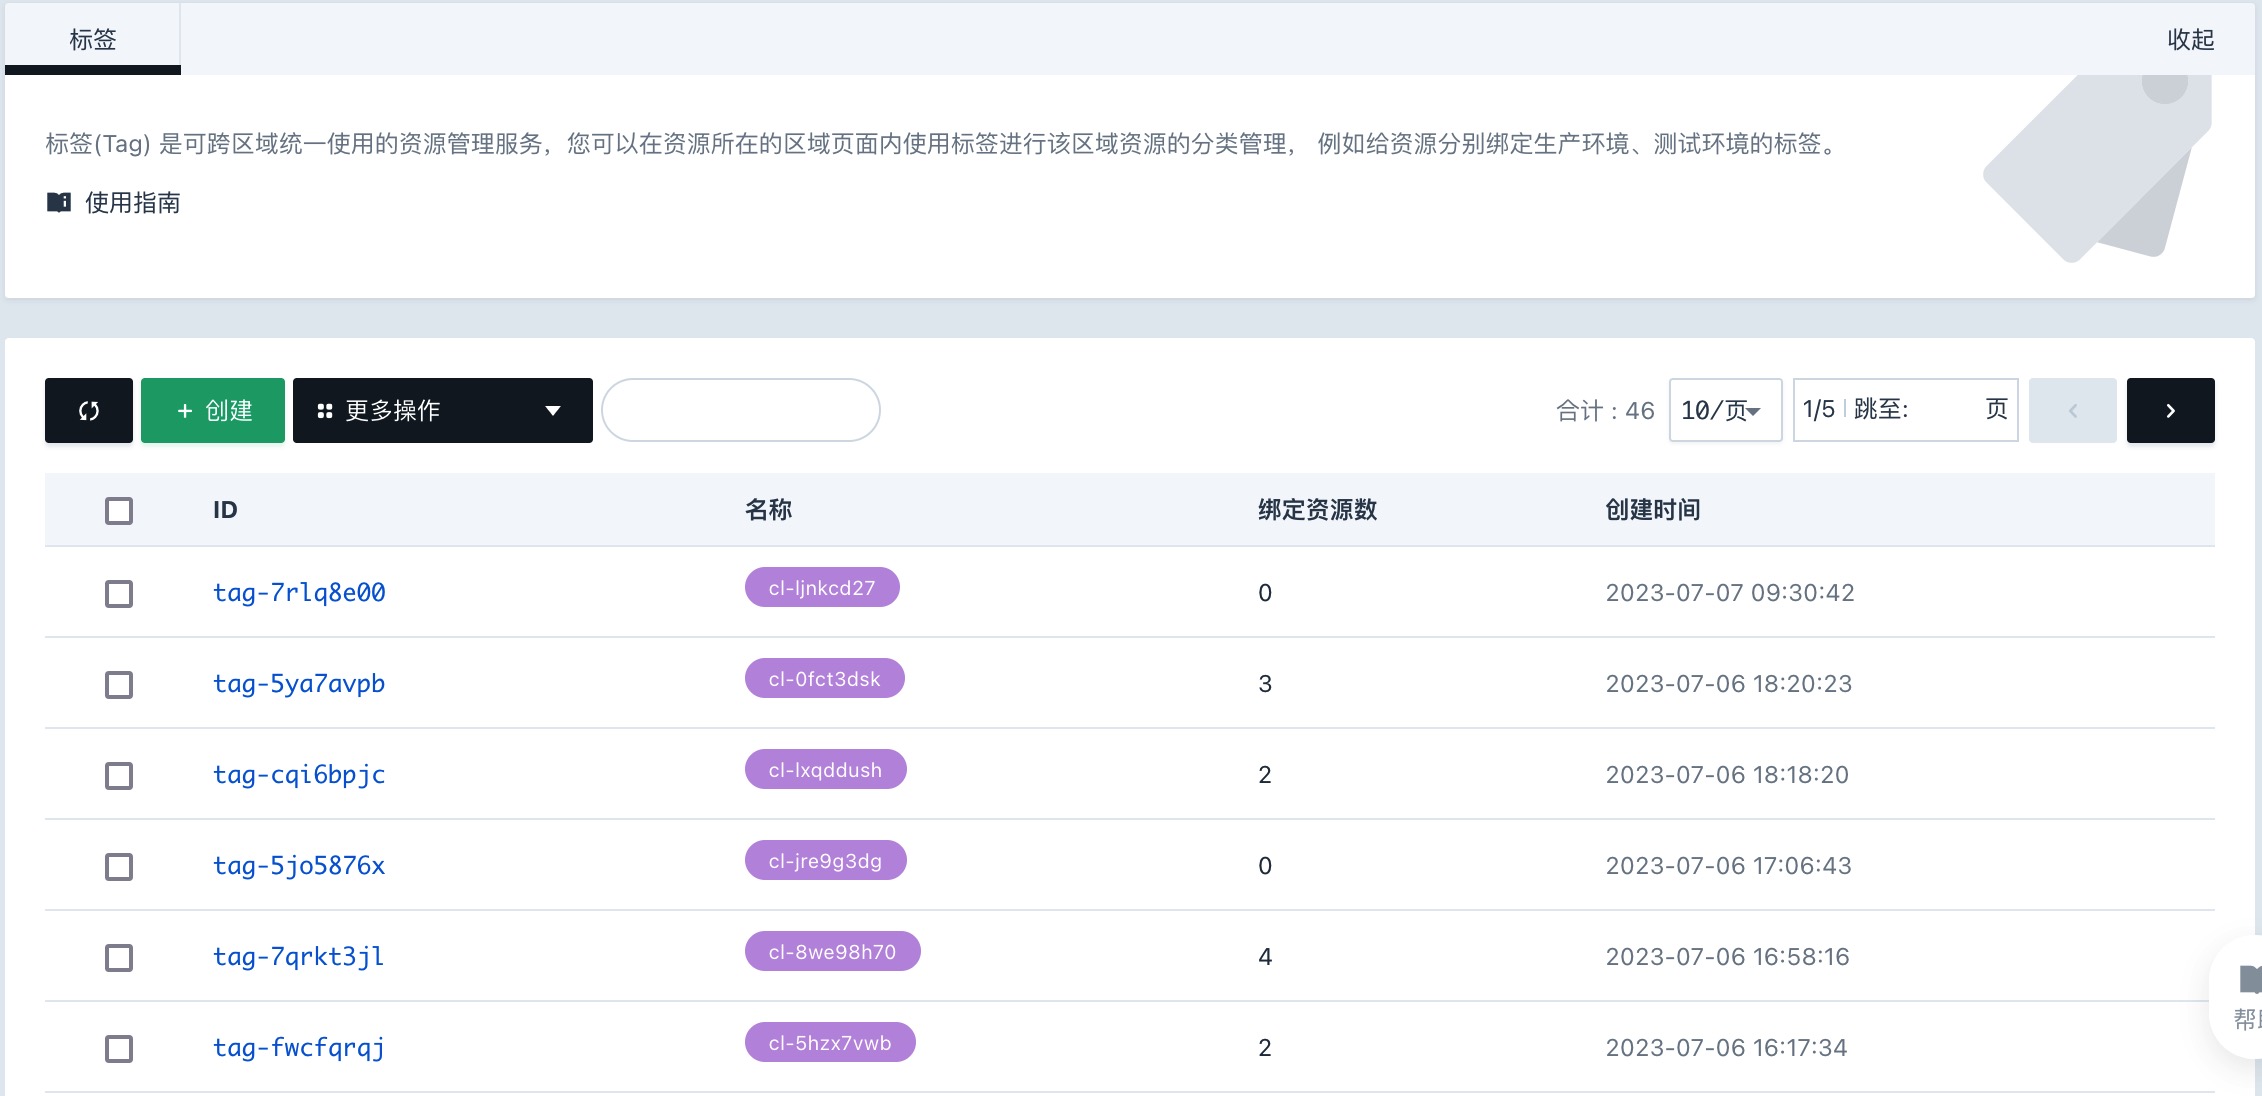 标签
收起
标签(Tag) 是可跨区域统一使用的资源管理服务，您可以在资源所在的区域页面内使用标签进行该区域资源的分类管理， 例如给资源分别绑定生产环境、测试环境的标签。
使用指南
+ 创建 更多操作 合计 : 46 10/页 1/5 跳至: 页
ID 名称 绑定资源数 创建时间
tag-7rlq8e00 cl-ljnkcd27 0 2023-07-07 09:30:42
tag-5ya7avpb cl-0fct3dsk 3 2023-07-06 18:20:23
tag-cqi6bpjc cl-lxqddush 2 2023-07-06 18:18:20
tag-5jo5876x cl-jre9g3dg 0 2023-07-06 17:06:43
tag-7qrkt3jl cl-8we98h70 4 2023-07-06 16:58:16
帮
tag-fwcfqrqj cl-5hzx7vwb 2 2023-07-06 16:17:34